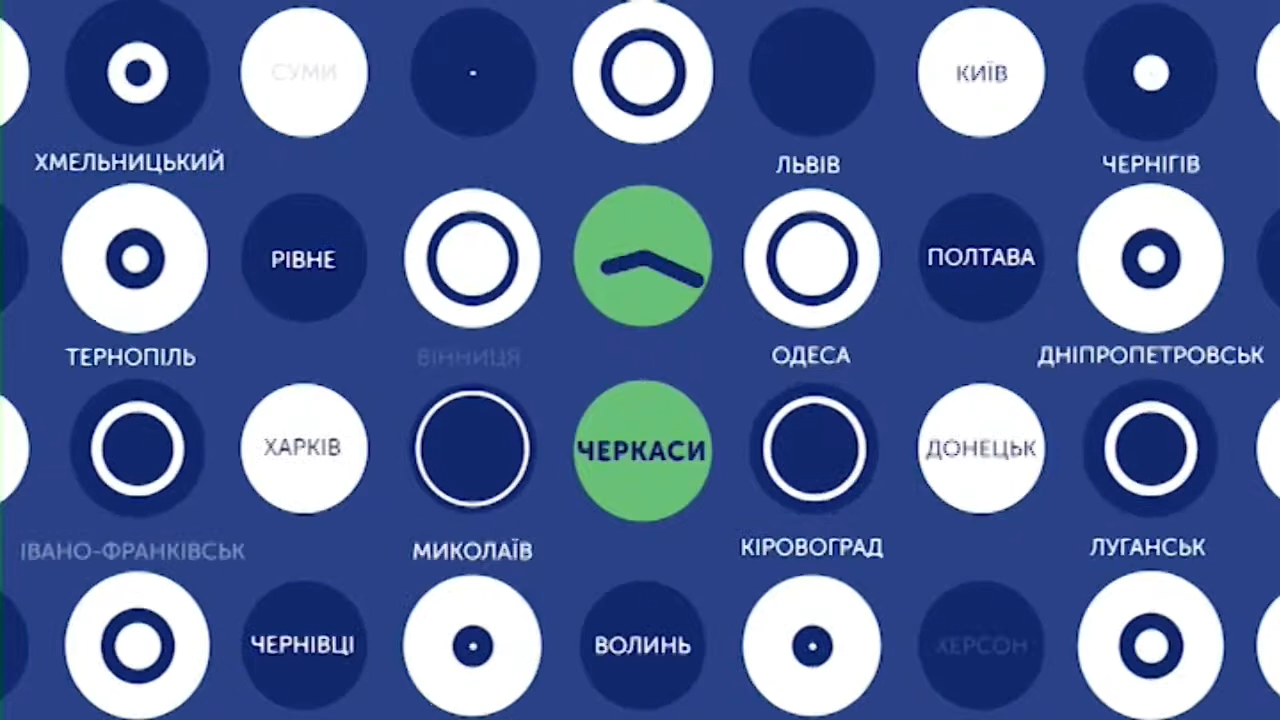 СУМИ
КИЇВ
ХМЕЛЬНИЦЬКИЙ
ЛЬВІВ
ЧЕРНІГІВ
РІВНЕ
ПОЛТАВА
ТЕРНОПІЛЬ
ВІННИЦЯ
ОДЕСА
ДНІПРОПЕТРОВСЬК
ХАРКІВ
ЧЕРКАСИ
ДОНЕЦЬК
ІВАНО-ФРАНКІВСЬК
МИКОЛАЇВ
КІРОВОГРАД
ЛУГАНСЬК
ЧЕРНІВЦІ
ВОЛИНЬ
ХЕРСОН